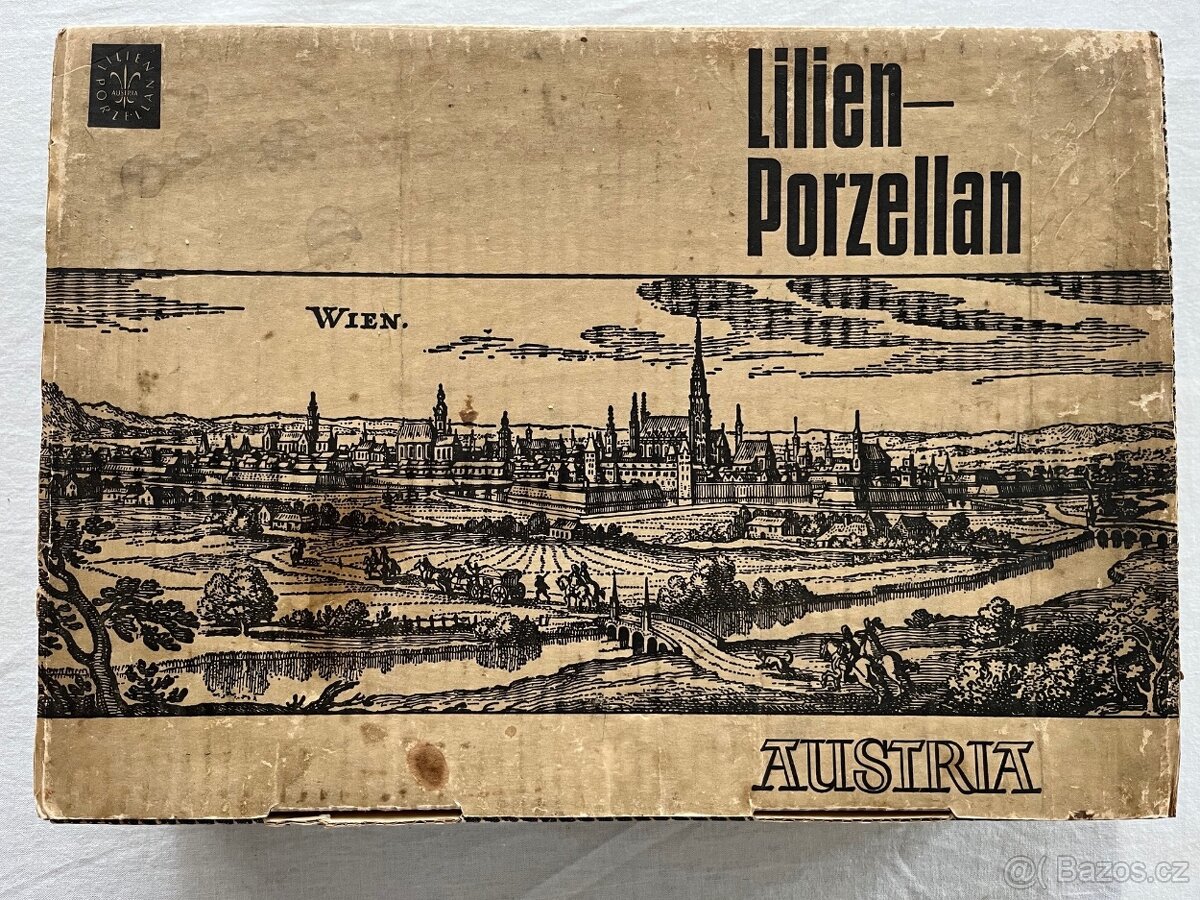 LILIEN PORZELLAN
AUSTRIA
Lilien-
Porzellan
WIEN.
AUSTRIA
@( Bazos.cz